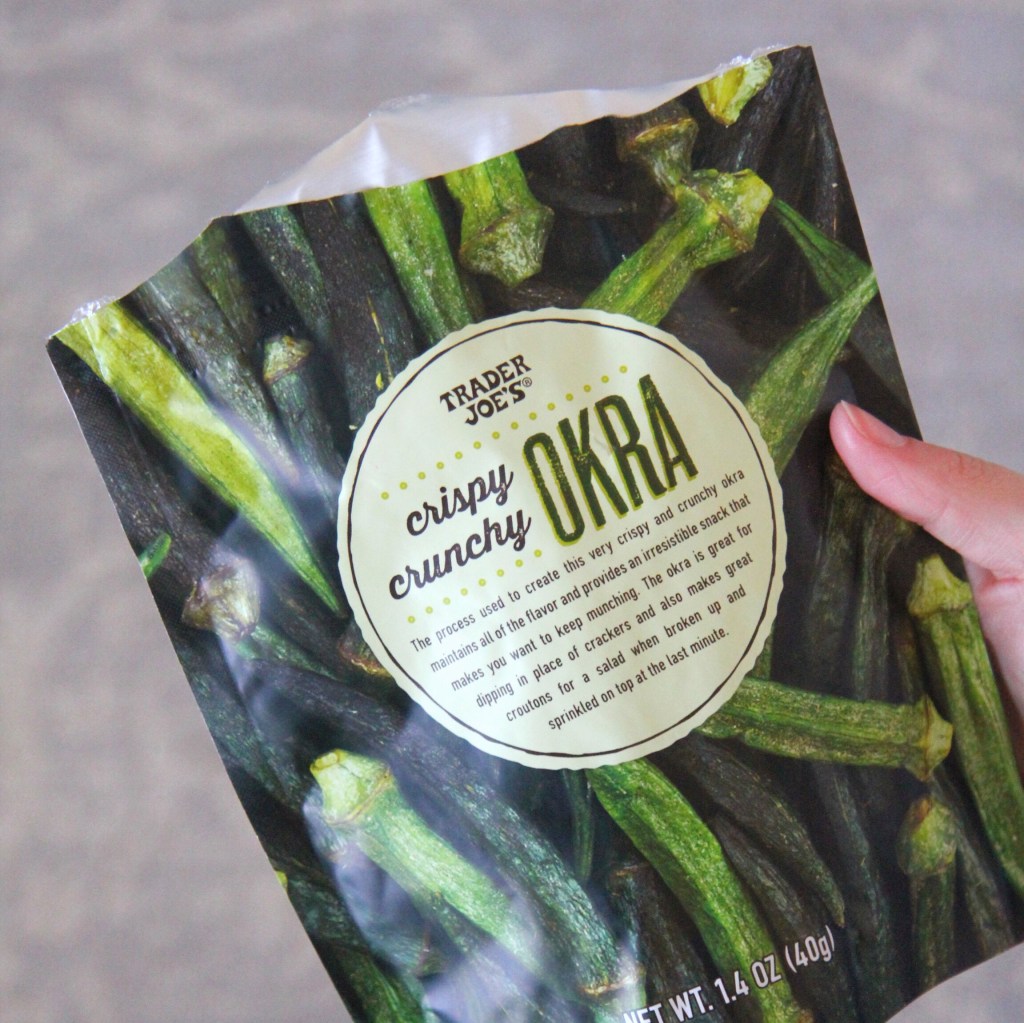 TRADER
JOE'S®
crispy
crunchy
OKRA
The process used to create this very crispy and crunchy okra
maintains all of the flavor and provides an irresistible snack that
makes you want to keep munching. The okra is great for
dipping in place of crackers and also makes great
croutons for a salad when broken up and
sprinkled on top at the last minute.
NET WT. 1.4 OZ (40g)